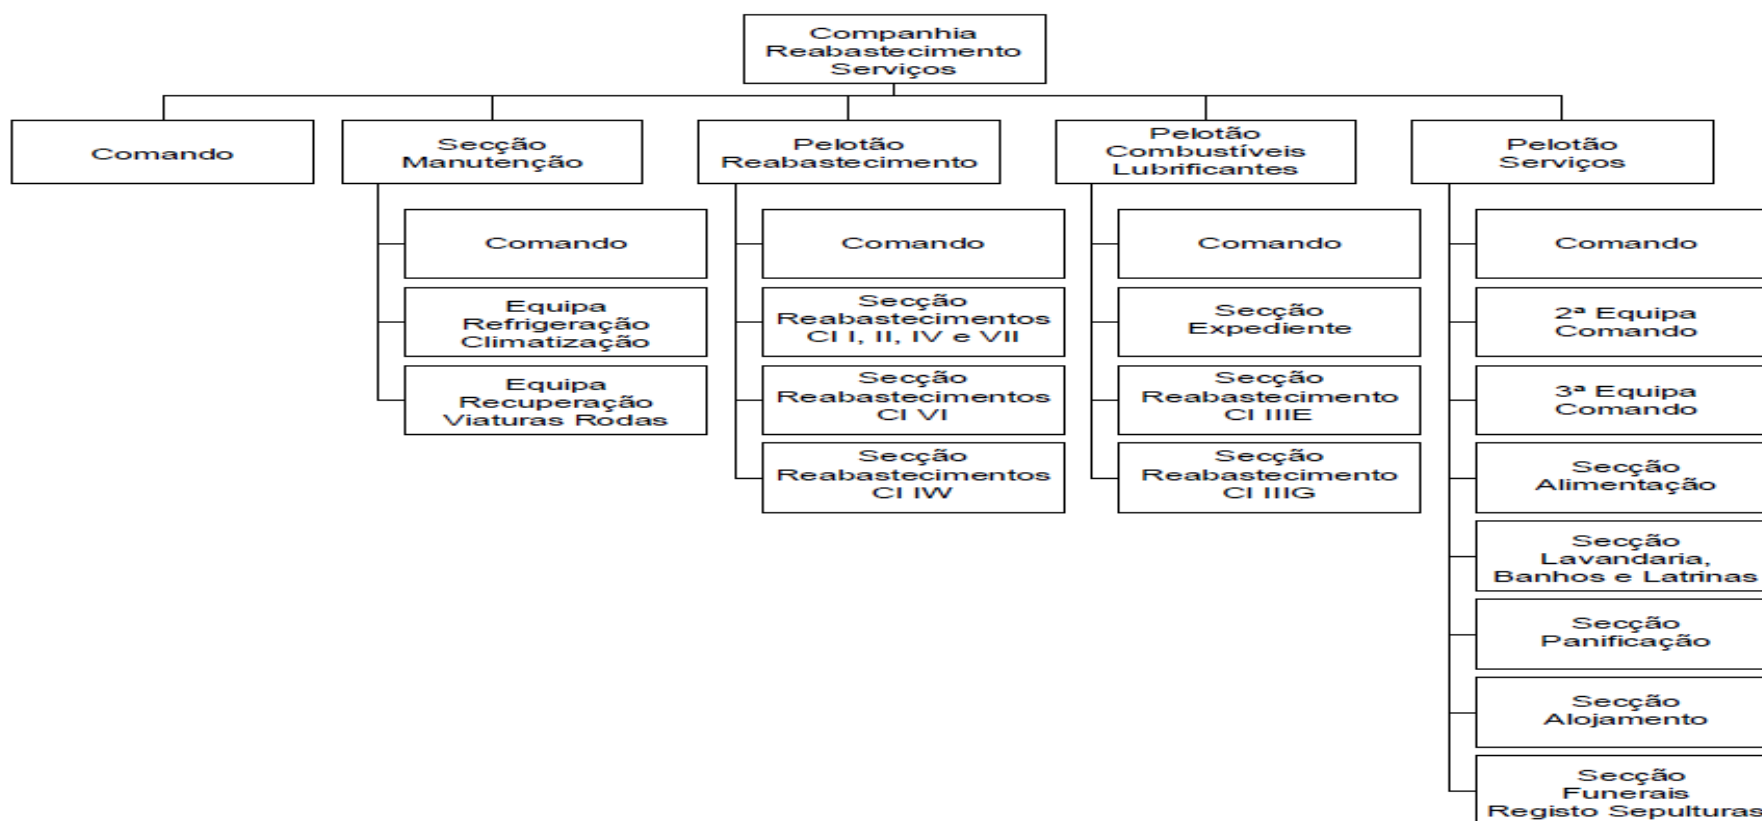 Companhia
Reabastecimento
Serviços
Comando
Secção
Manutenção
Pelotão
Reabastecimento
Pelotão
Combustíveis
Lubrificantes
Pelotão
Serviços
Comando
Equipa
Refrigeração
Climatização
Equipa
Recuperação
Viaturas Rodas
Comando
Secção
Reabastecimentos
Cl I, II, IV e VII
Secção
Reabastecimentos
Cl VI
Secção
Reabastecimentos
Cl IW
Comando
Secção
Expediente
Secção
Reabastecimento
Cl IIIE
Secção
Reabastecimento
Cl IIIG
Comando
2ª Equipa
Comando
3ª Equipa
Comando
Secção
Alimentação
Secção
Lavandaria,
Banhos e Latrinas
Secção
Panificação
Secção
Alojamento
Secção
Funerais
Registo Sepulturas